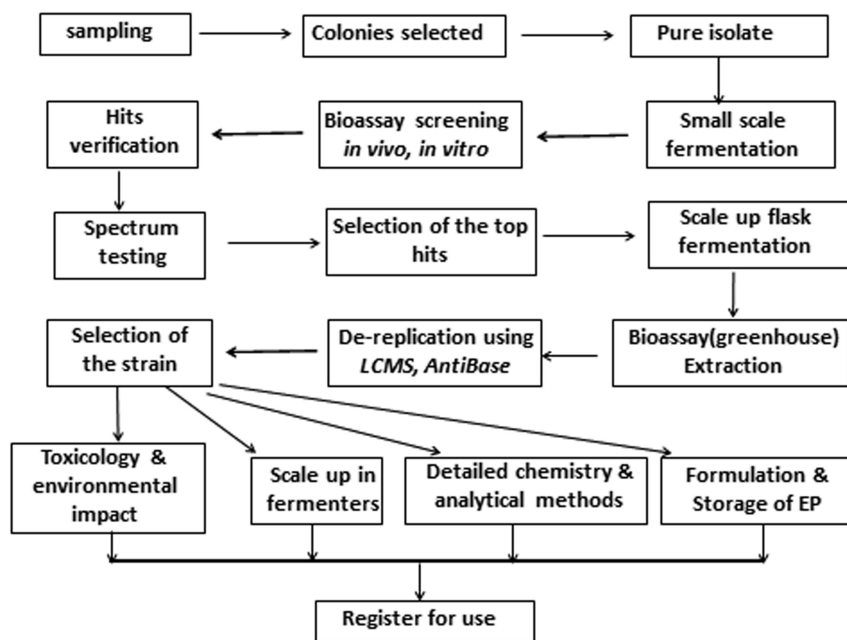 sampling
Colonies selected
Pure isolate
Hits
verification
Bioassay screening
in vivo, in vitro
Small scale
fermentation
Spectrum
testing
Selection of the top
hits
Scale up flask
fermentation
Selection of
the strain
De-replication using
LCMS, AntiBase
Bioassay(greenhouse)
Extraction
Toxicology &
environmental
impact
Scale up in
fermenters
Detailed chemistry &
analytical methods
Formulation &
Storage of EP
Register for use